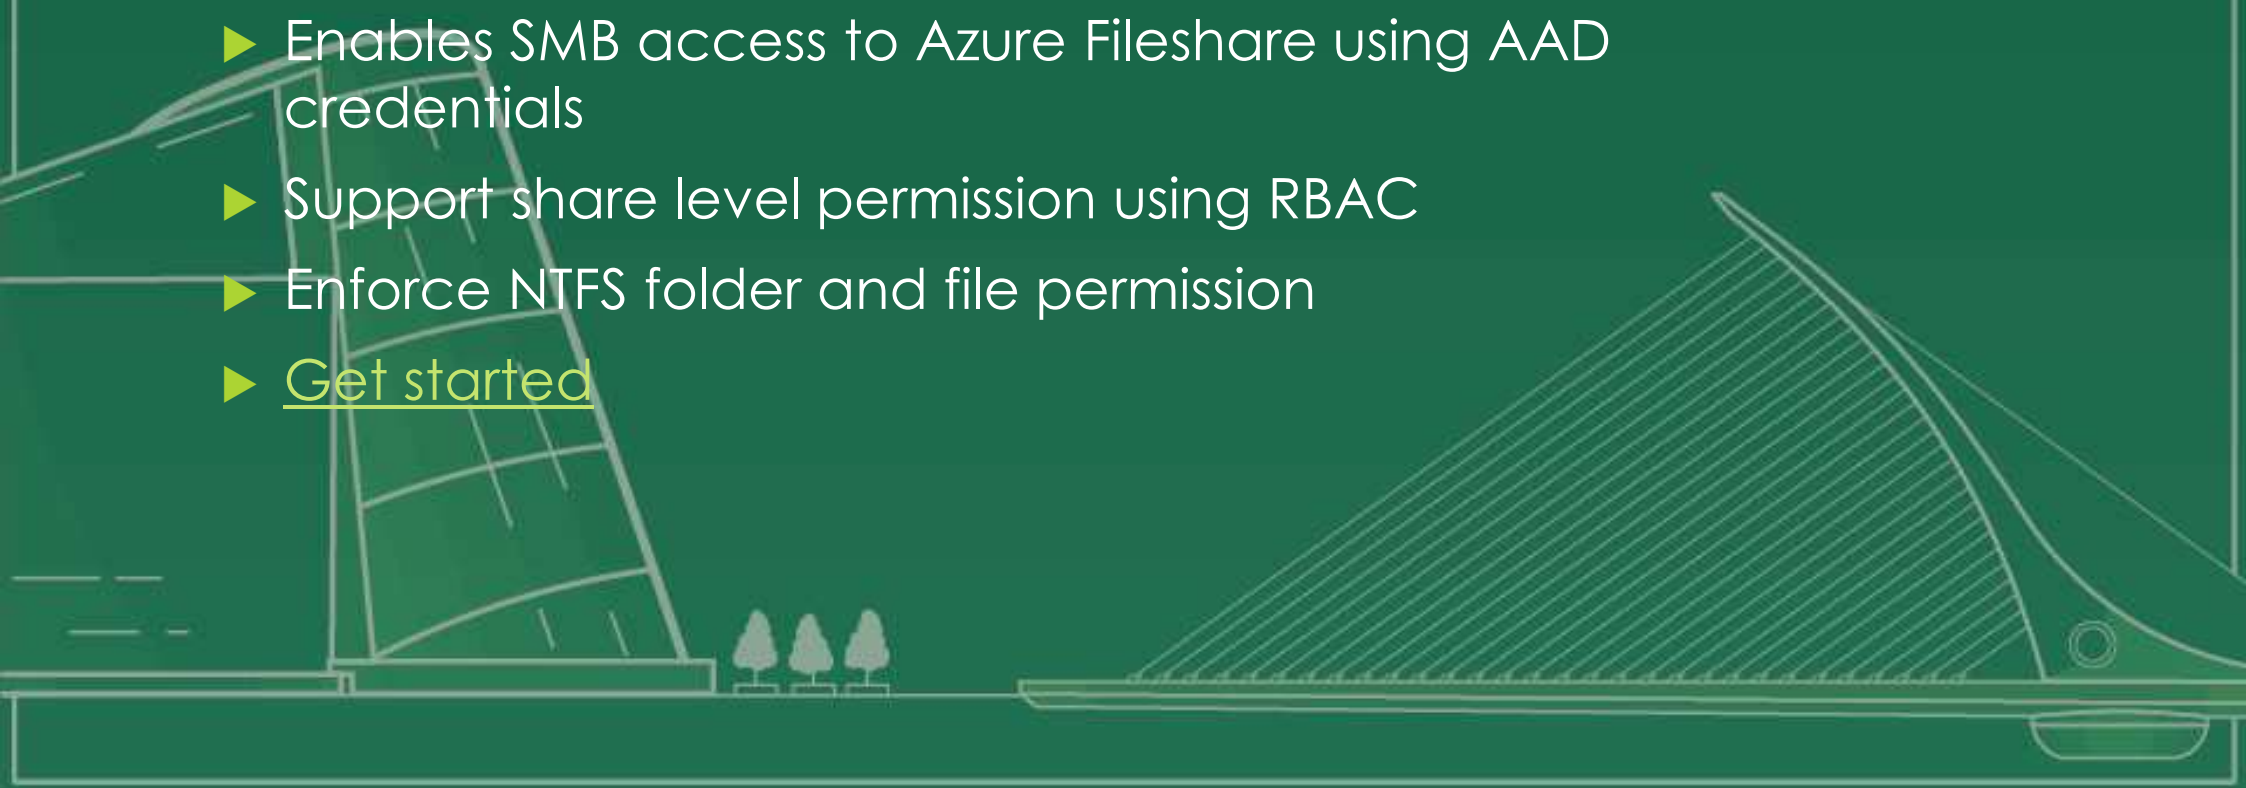 Enables SMB access to Azure Fileshare using AAD
credentials
Support share level permission using RBAC
Enforce NTFS folder and file permission
Get started